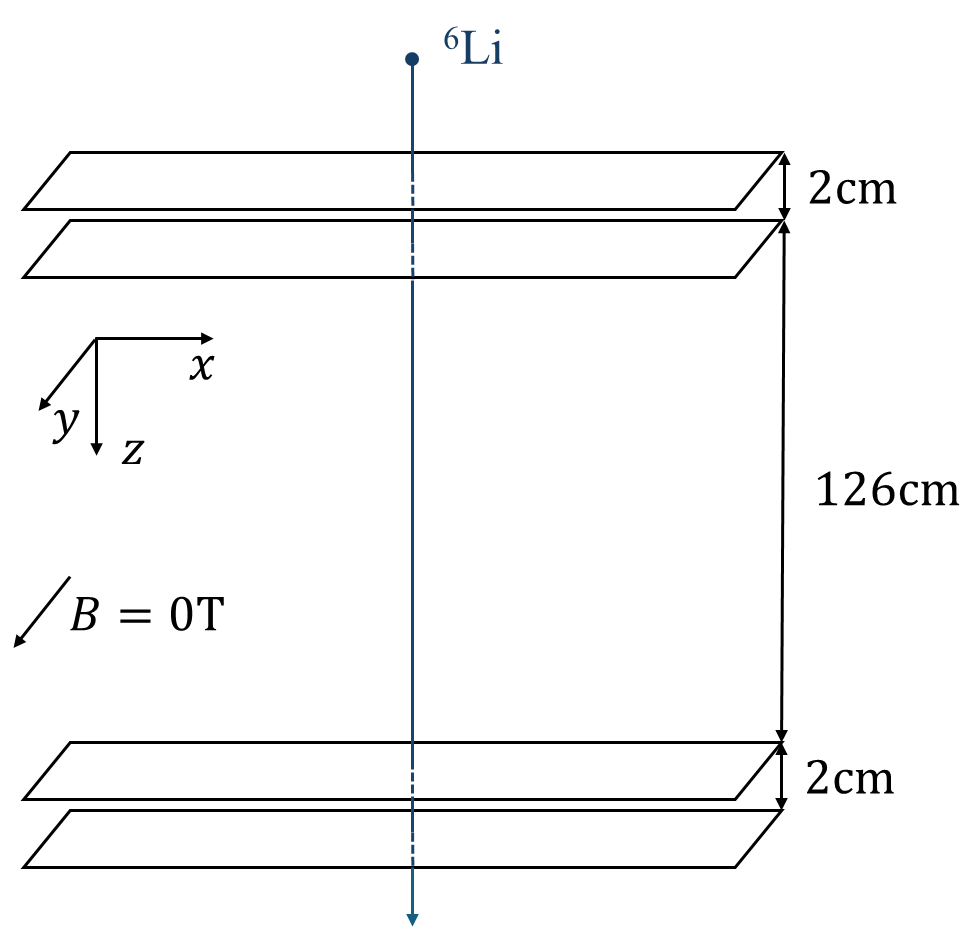 ⁶Li
2cm
x
y
z
126cm
B = 0T
2cm